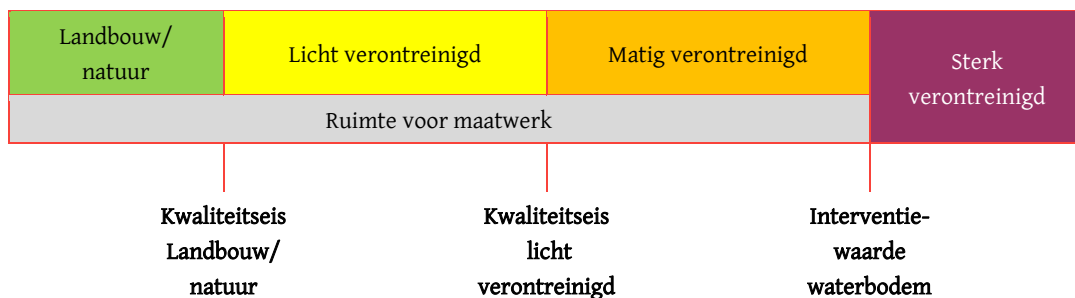 Landbouw/
natuur
Licht verontreinigd
Matig verontreinigd
Sterk
verontreinigd
Ruimte voor maatwerk
Kwaliteitseis
Landbouw/
natuur
Kwaliteitseis
licht
verontreinigd
Interventie-
waarde
waterbodem